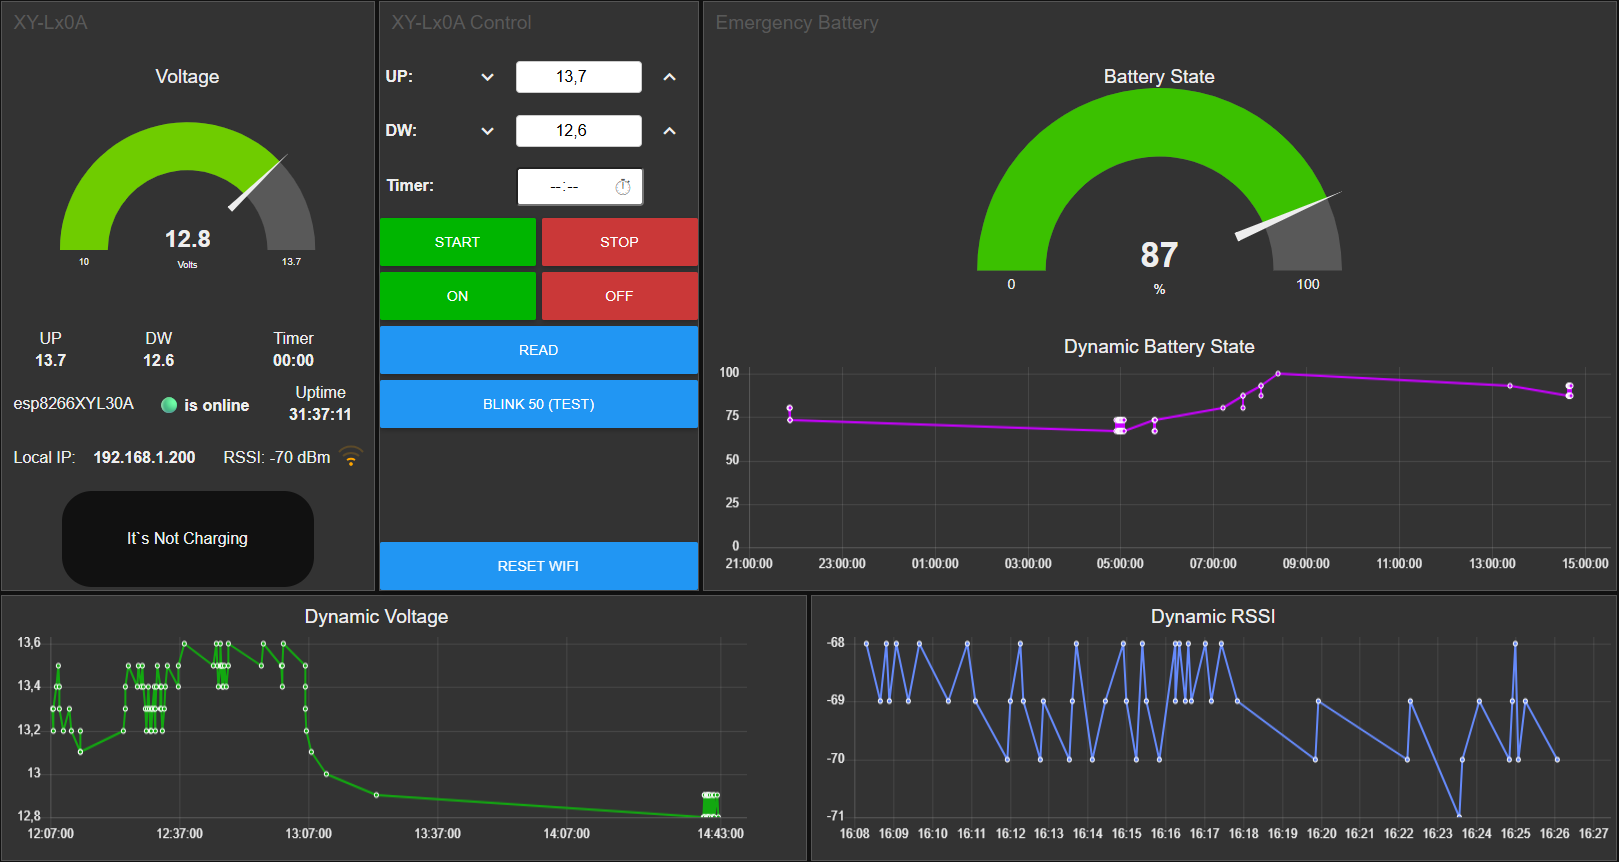 XY-Lx0A
Voltage
12.8
10
Volts
13.7
UP
DW
Timer
13.7
12.6
00:00
esp8266XYL30A
is online
Uptime
31:37:11
Local IP:
192.168.1.200
RSSI: -70 dBm
It`s Not Charging
XY-Lx0A Control
UP:
13,7
DW:
12,6
Timer:
--:--
START
STOP
ON
OFF
READ
BLINK 50 (TEST)
RESET WIFI
Emergency Battery
Battery State
87
0
%
100
Dynamic Battery State
100
75
50
25
0
21:00:00 23:00:00 01:00:00 03:00:00 05:00:00 07:00:00 09:00:00 11:00:00 13:00:00 15:00:00
Dynamic Voltage
13,6
13,4
13,2
13
12,8
12:07:00 12:37:00 13:07:00 13:37:00 14:07:00 14:43:00
Dynamic RSSI
-68
-69
-70
-71
16:08 16:09 16:10 16:11 16:12 16:13 16:14 16:15 16:16 16:17 16:18 16:19 16:20 16:21 16:22 16:23 16:24 16:25 16:26 16:27